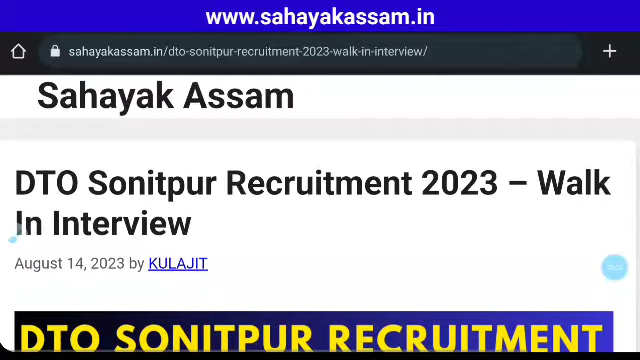 www.sahayakassam.in
sahayakassam.in/dto-sonitpur-recruitment-2023-walk-in-interview/
Sahayak Assam
DTO Sonitpur Recruitment 2023 – Walk
In Interview
August 14, 2023 by KULAJIT
DTO SONITPUR RECRUITMENT